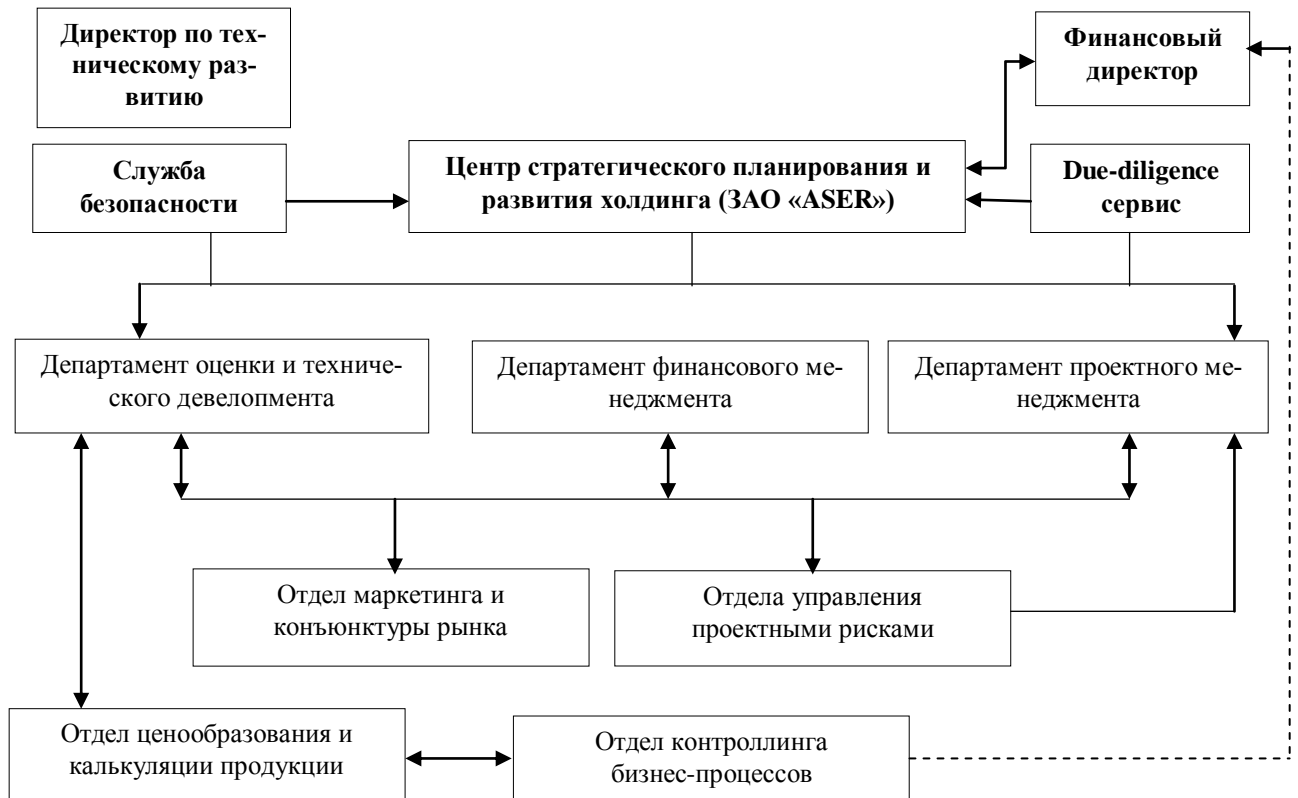 Директор по тех-
ническому раз-
витию
Финансовый
директор
Служба
безопасности
Центр стратегического планирования и
развития холдинга (ЗАО «ASER»)
Due-diligence
сервис
Департамент оценки и техниче-
ского девелопмента
Департамент финансового ме-
неджмента
Департамент проектного ме-
неджмента
Отдел маркетинга и
конъюнктуры рынка
Отдела управления
проектными рисками
Отдел ценообразования и
калькуляции продукции
Отдел контроллинга
бизнес-процессов